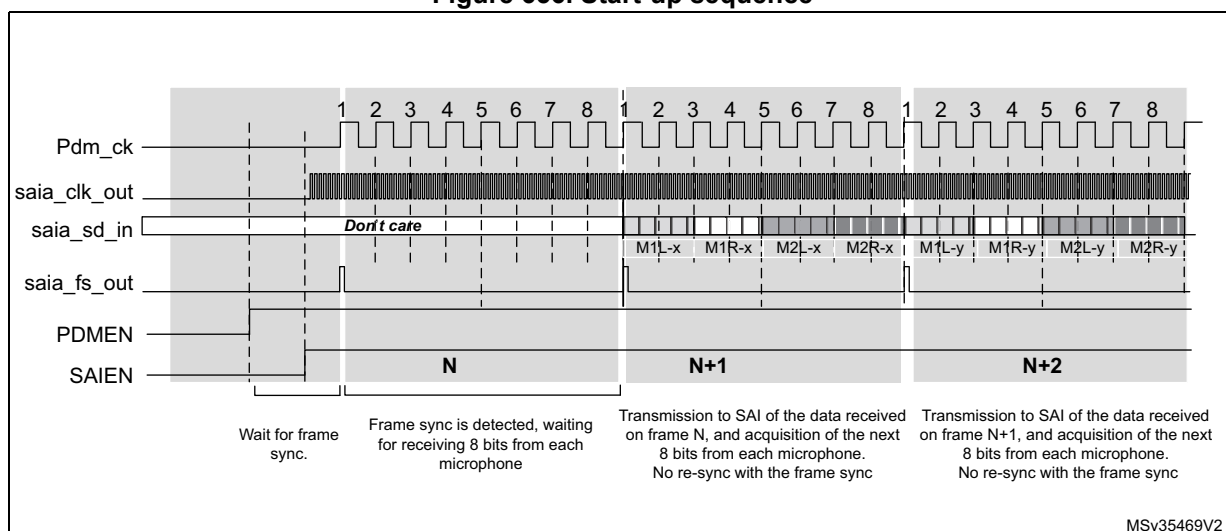 1 2 3 4 5 6 7 8 1 2 3 4 5 6 7 8 1 2 3 4 5 6 7 8
Pdm_ck
saia_clk_out
saia_sd_in
Don't care
M1L-x M1R-x M2L-x M2R-x M1L-y M1R-y M2L-y M2R-y
saia_fs_out
PDMEN
SAIEN
N
N+1
N+2
Wait for frame
sync.
Frame sync is detected, waiting
for receiving 8 bits from each
microphone
Transmission to SAI of the data received
on frame N, and acquisition of the next
8 bits from each microphone.
No re-sync with the frame sync
Transmission to SAI of the data received
on frame N+1, and acquisition of the next
8 bits from each microphone.
No re-sync with the frame sync
MSv35469V2